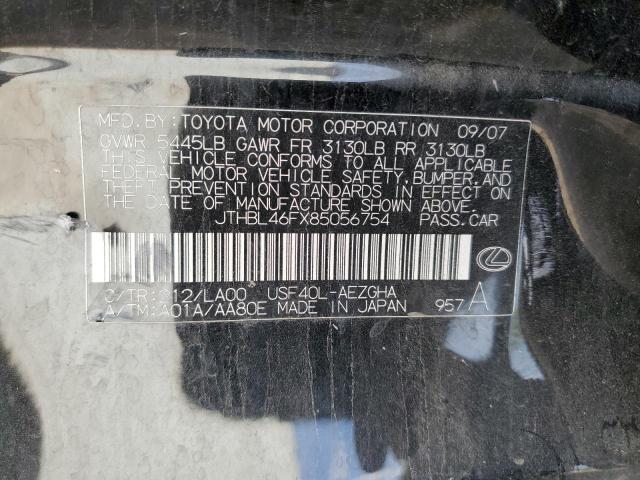 MFD.BY:TOYOTA MOTOR CORPORATION 09/07
GVWR 5445LB GAWR FR 3130LB RR 3130LB
THIS VEHICLE CONFORMS TO ALL APPLICABLE
FEDERAL MOTOR VEHICLE SAFETY, BUMPER, AND
THEFT PREVENTION STANDARDS IN EFFECT ON
THE DATE OF MANUFACTURE SHOWN ABOVE.
JTHBL46FX85056754 PASS.CAR
C/TR:212/LA00 USF40L-AEZGHA
A/TM:A01A/AA80E MADE IN JAPAN 957 A